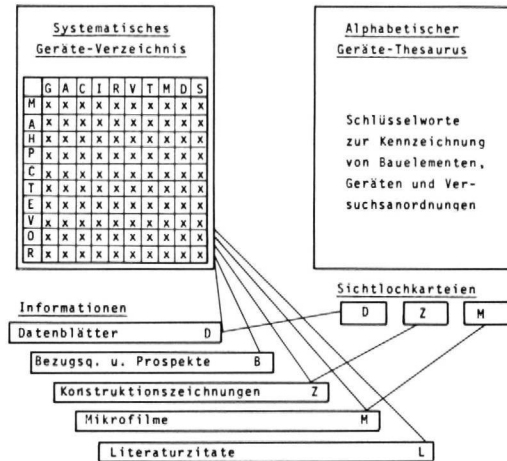 Systematisches
Geräte-Verzeichnis
G A C I R V T M D S
M x x x x x x x x x x
A x x x x x x x x x x
H x x x x x x x x x x
P x x x x x x x x x x
C x x x x x x x x x x
T x x x x x x x x x x
E x x x x x x x x x x
V x x x x x x x x x x
O x x x x x x x x x x
R x x x x x x x x x x
Alphabetischer
Geräte-Thesaurus
Schlüsselworte
zur Kennzeichnung
von Bauelementen,
Geräten und Ver-
suchsanordnungen
Sichtlochkarteien
D Z M
Informationen
Datenblätter D
Bezugsq. u. Prospekte B
Konstruktionszeichnungen Z
Mikrofilme M
Literaturzitate L